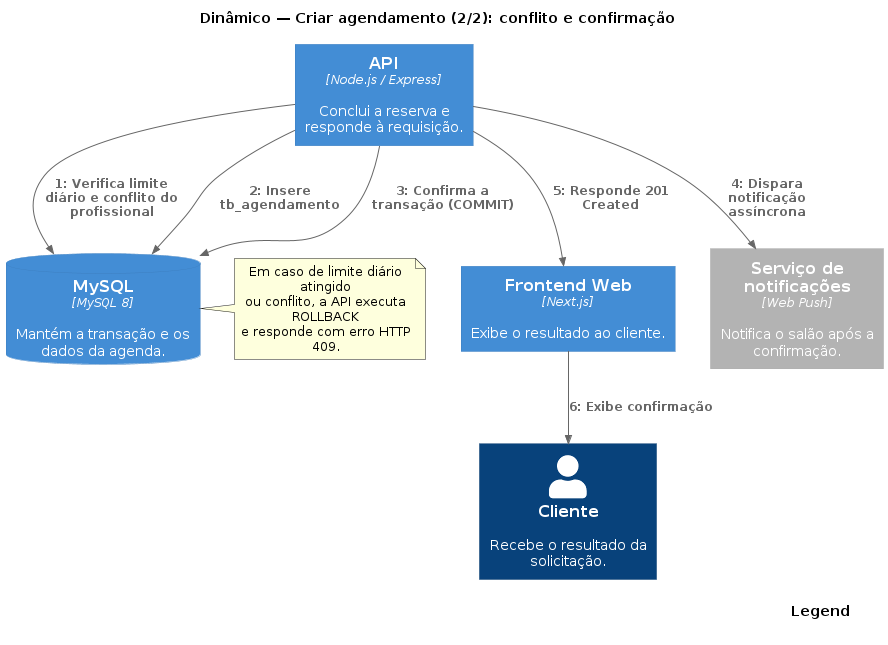 Dinâmico — Criar agendamento (2/2): conflito e confirmação
API
[Node.js / Express]
Conclui a reserva e
responde à requisição.
1: Verifica limite
diário e conflito do
profissional
2: Insere
tb_agendamento
3: Confirma a
transação (COMMIT)
5: Responde 201
Created
4: Dispara
notificação
assíncrona
MySQL
[MySQL 8]
Mantém a transação e os
dados da agenda.
Em caso de limite diário
atingido
ou conflito, a API executa
ROLLBACK
e responde com erro HTTP
409.
Frontend Web
[Next.js]
Exibe o resultado ao cliente.
Serviço de
notificações
[Web Push]
Notifica o salão após a
confirmação.
6: Exibe confirmação
Cliente
Recebe o resultado da
solicitação.
Legend